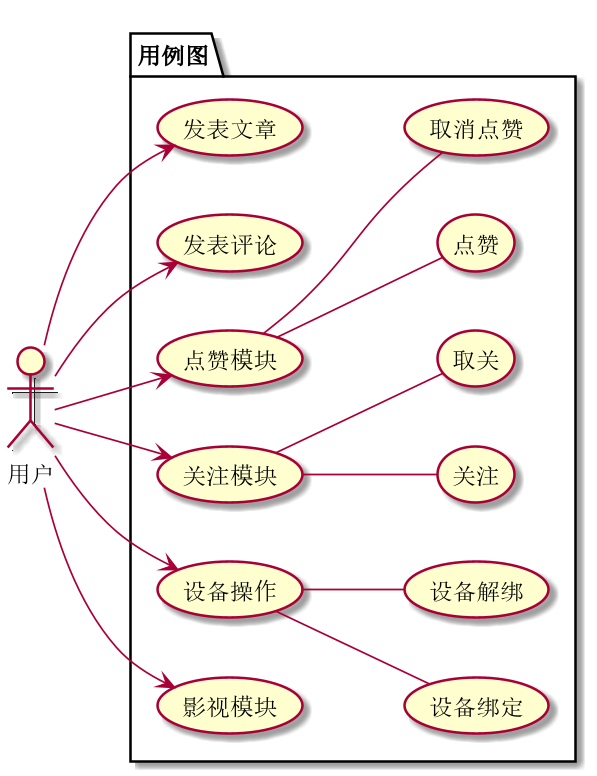 用例图
发表文章
取消点赞
发表评论
点赞
点赞模块
取关
关注模块
关注
用户
设备操作
设备解绑
影视模块
设备绑定